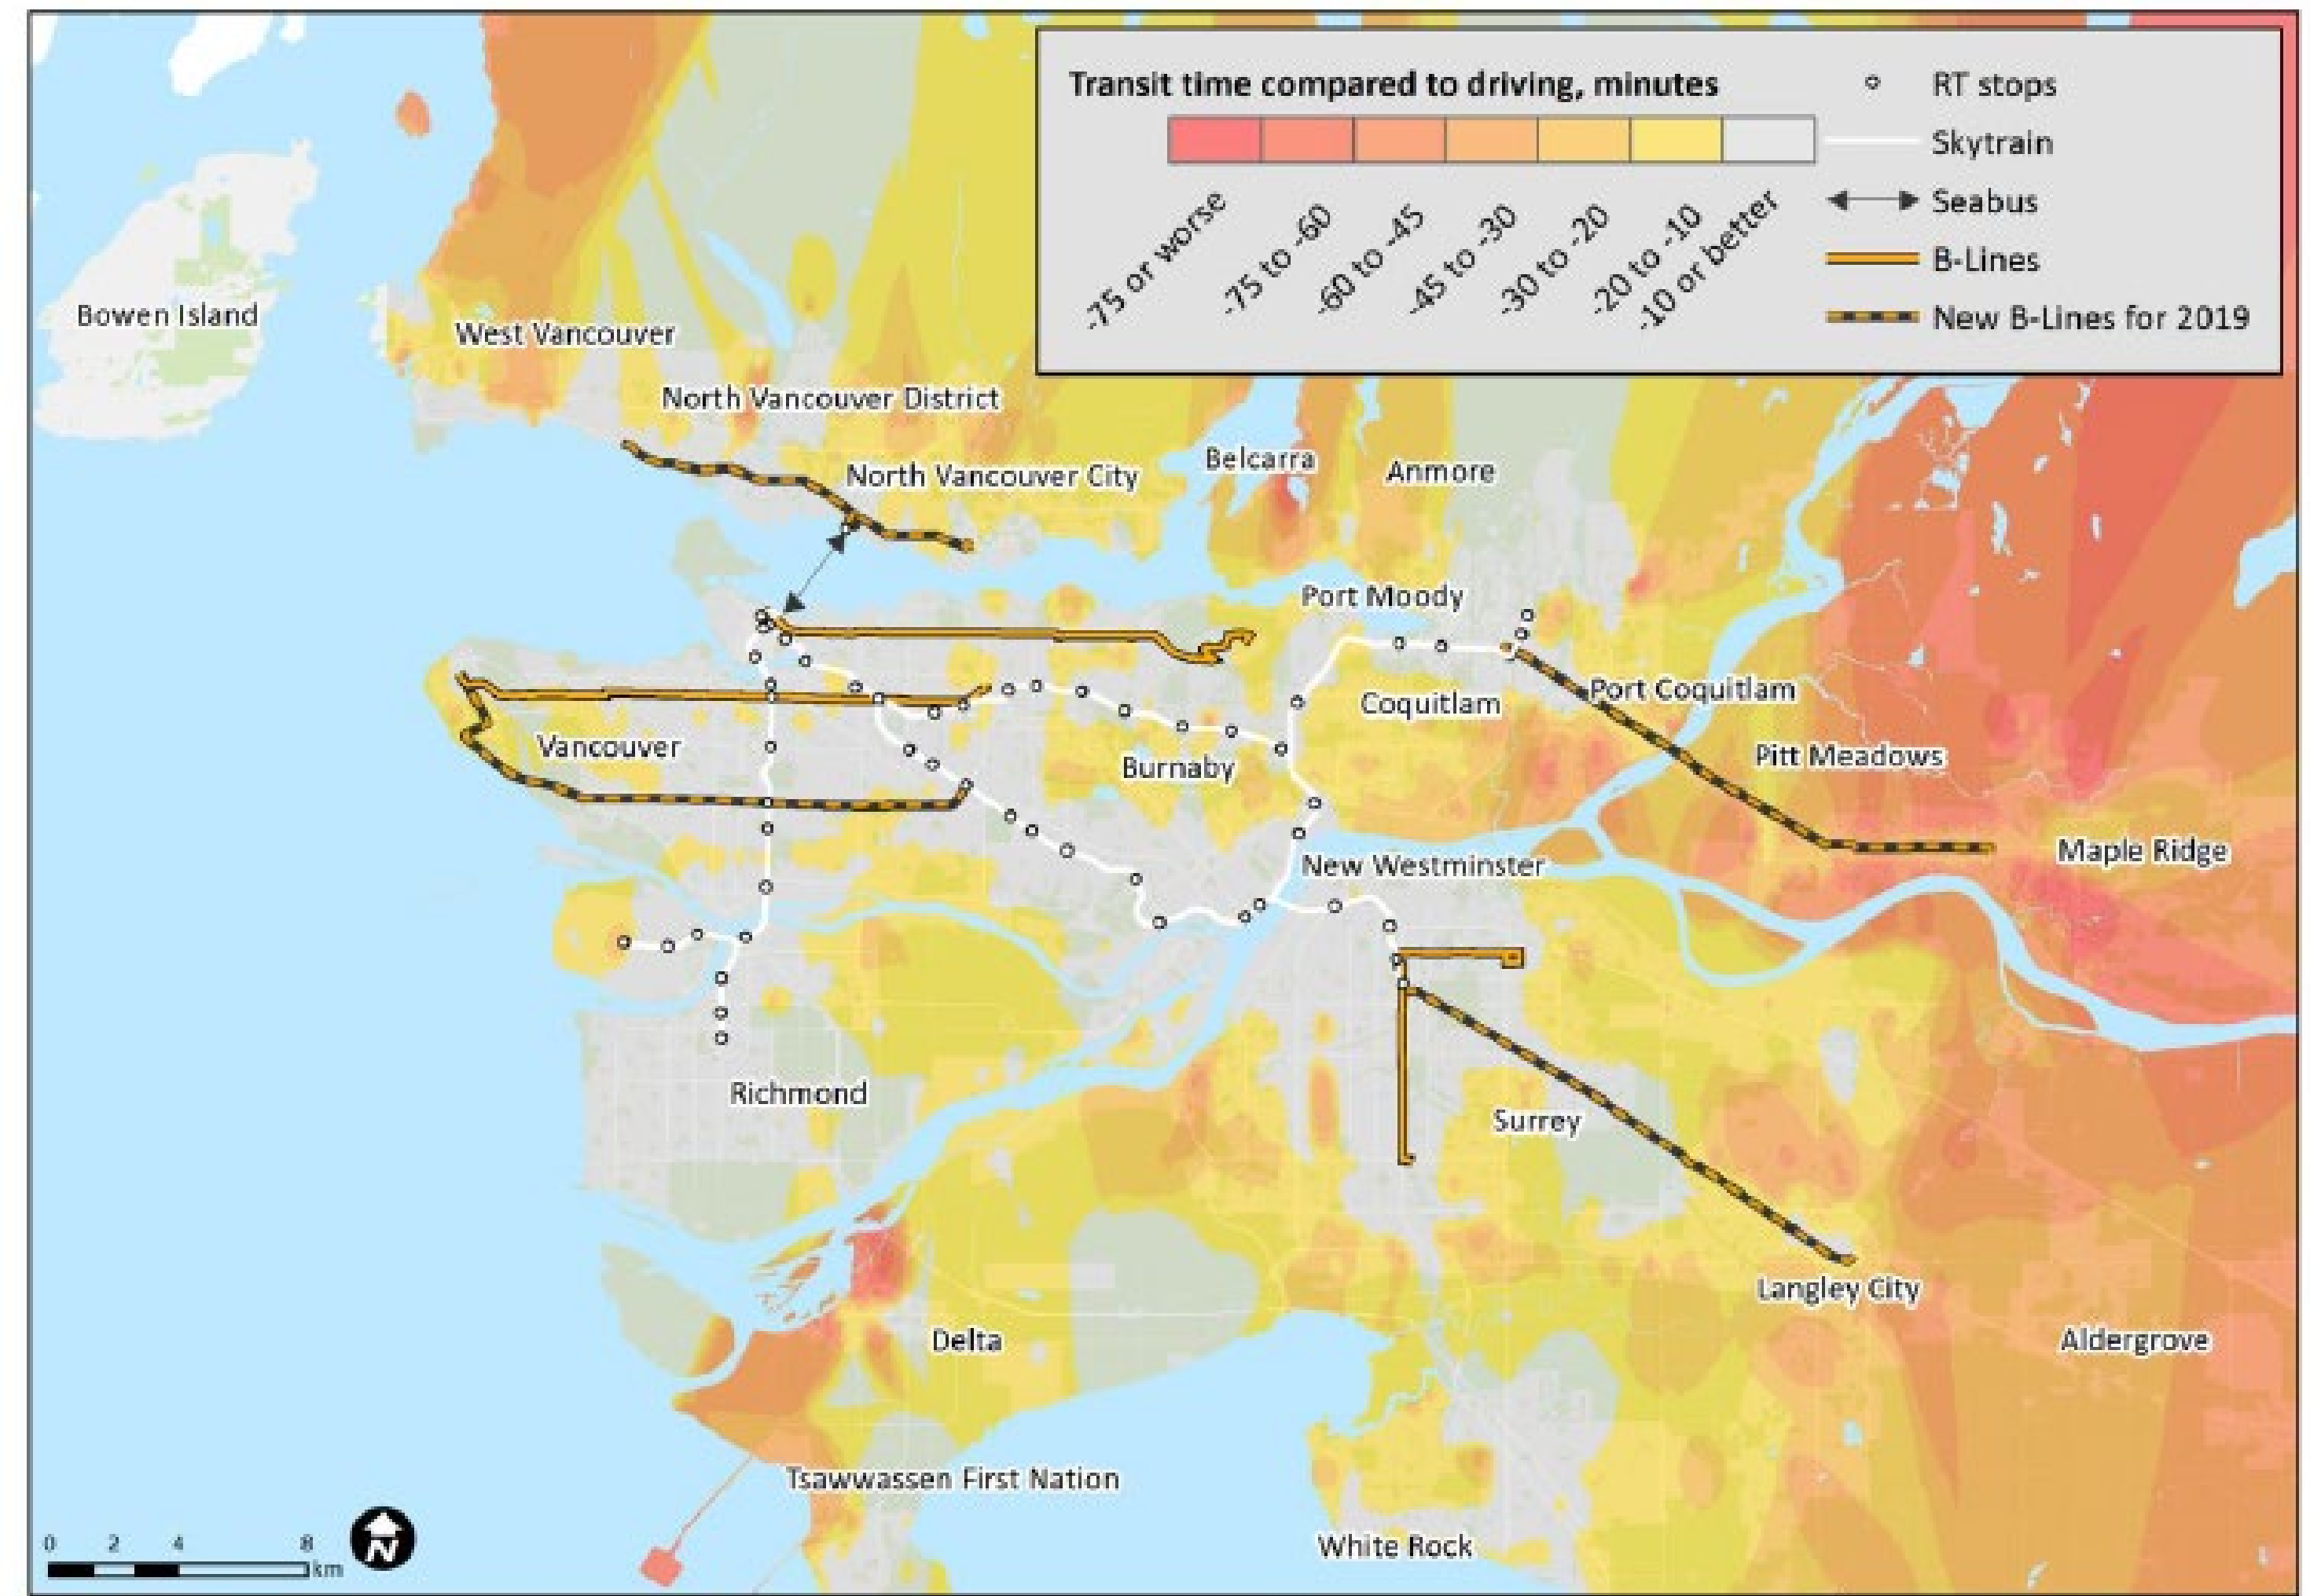 Transit time compared to driving, minutes
-75 or worse
-75 to -60
-60 to -45
-45 to -30
-30 to -20
-20 to -10
-10 or better
RT stops
Skytrain
Seabus
B-Lines
New B-Lines for 2019
Bowen Island
West Vancouver
North Vancouver District
North Vancouver City
Belcarra
Anmore
Port Moody
Port Coquitlam
Coquitlam
Vancouver
Pitt Meadows
Burnaby
Maple Ridge
New Westminster
Richmond
Surrey
Langley City
Delta
Aldergrove
Tsawwassen First Nation
White Rock
0 2 4 8
km
N